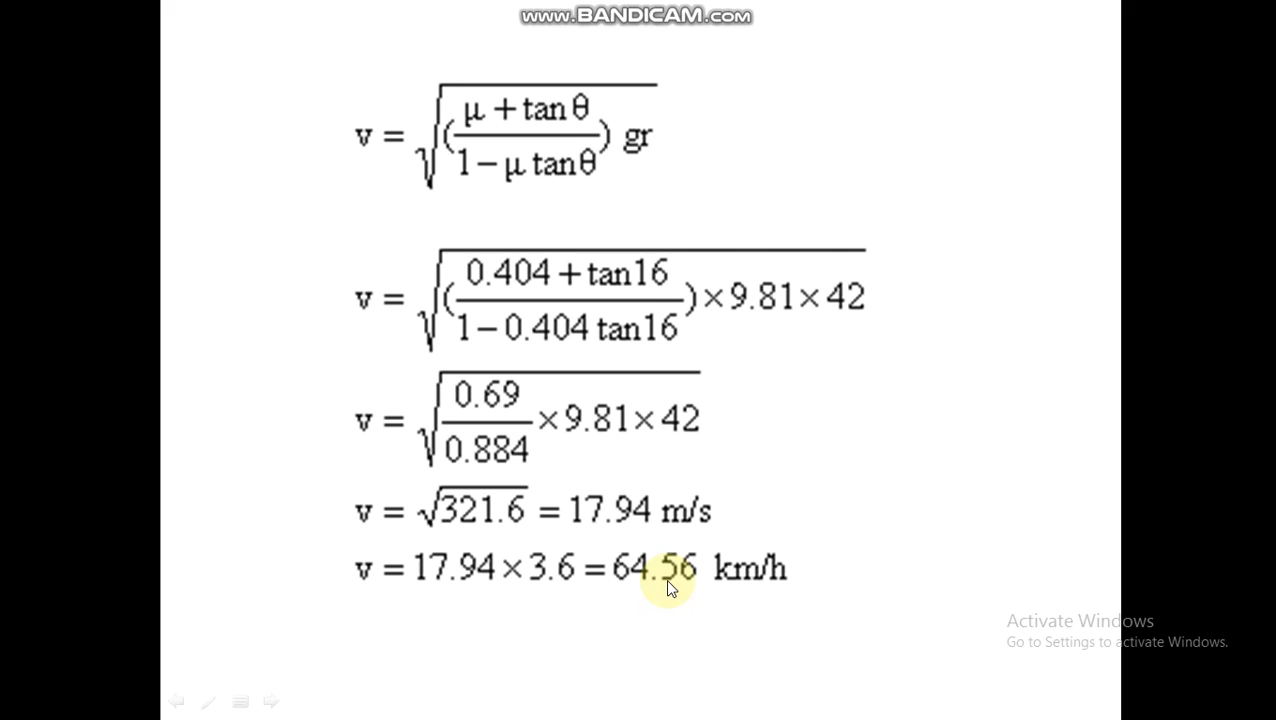 www.BANDICAM.com
v = √((μ + tan θ)/(1 − μ tan θ)) gr
v = √((0.404 + tan16)/(1 − 0.404 tan16)) × 9.81 × 42
v = √(0.69/0.884 × 9.81 × 42)
v = √321.6 = 17.94 m/s
v = 17.94 × 3.6 = 64.56 km/h
Activate Windows
Go to Settings to activate Windows.